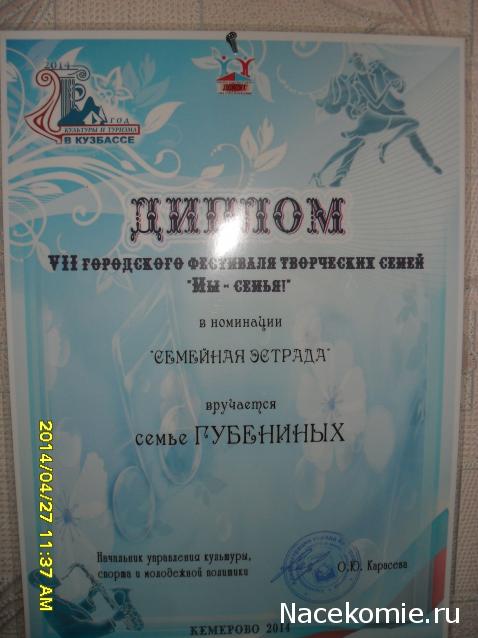 2014
ГОД
КУЛЬТУРЫ И ТУРИЗМА
В КУЗБАССЕ
ДИПЛОМ
VII ГОРОДСКОГО ФЕСТИВАЛЯ ТВОРЧЕСКИХ СЕМЕЙ
"МЫ - СЕМЬЯ!"
в номинации
"СЕМЕЙНАЯ ЭСТРАДА"
вручается
семье ГУБЕНИНЫХ
Начальник управления культуры,
спорта и молодежной политики
О.Ю. Карасева
КЕМЕРОВО 2014
2014/04/27 11:37 AM
Nacekomie.ru